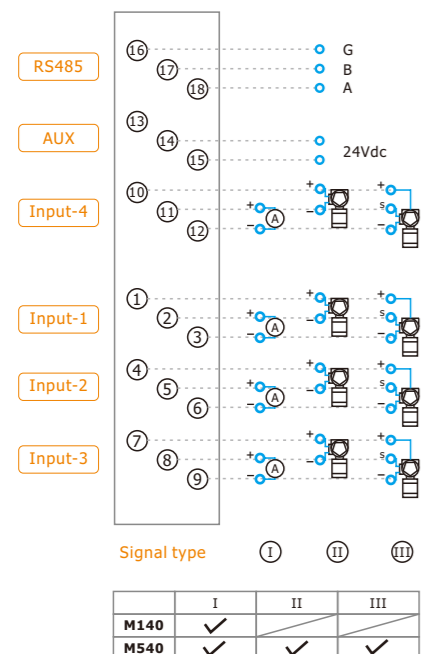 16 G
RS485 17 B
18 A
13
AUX 14
15 24Vdc
10 + +
Input-4 11 + A - s
12 - -
1 + +
Input-1 2 + A - s
3 - -
4 + +
Input-2 5 + A - s
6 - -
7 + +
Input-3 8 + A - s
9 - -
Signal type I II III
I II III
M140 ✓
M540 ✓ ✓ ✓